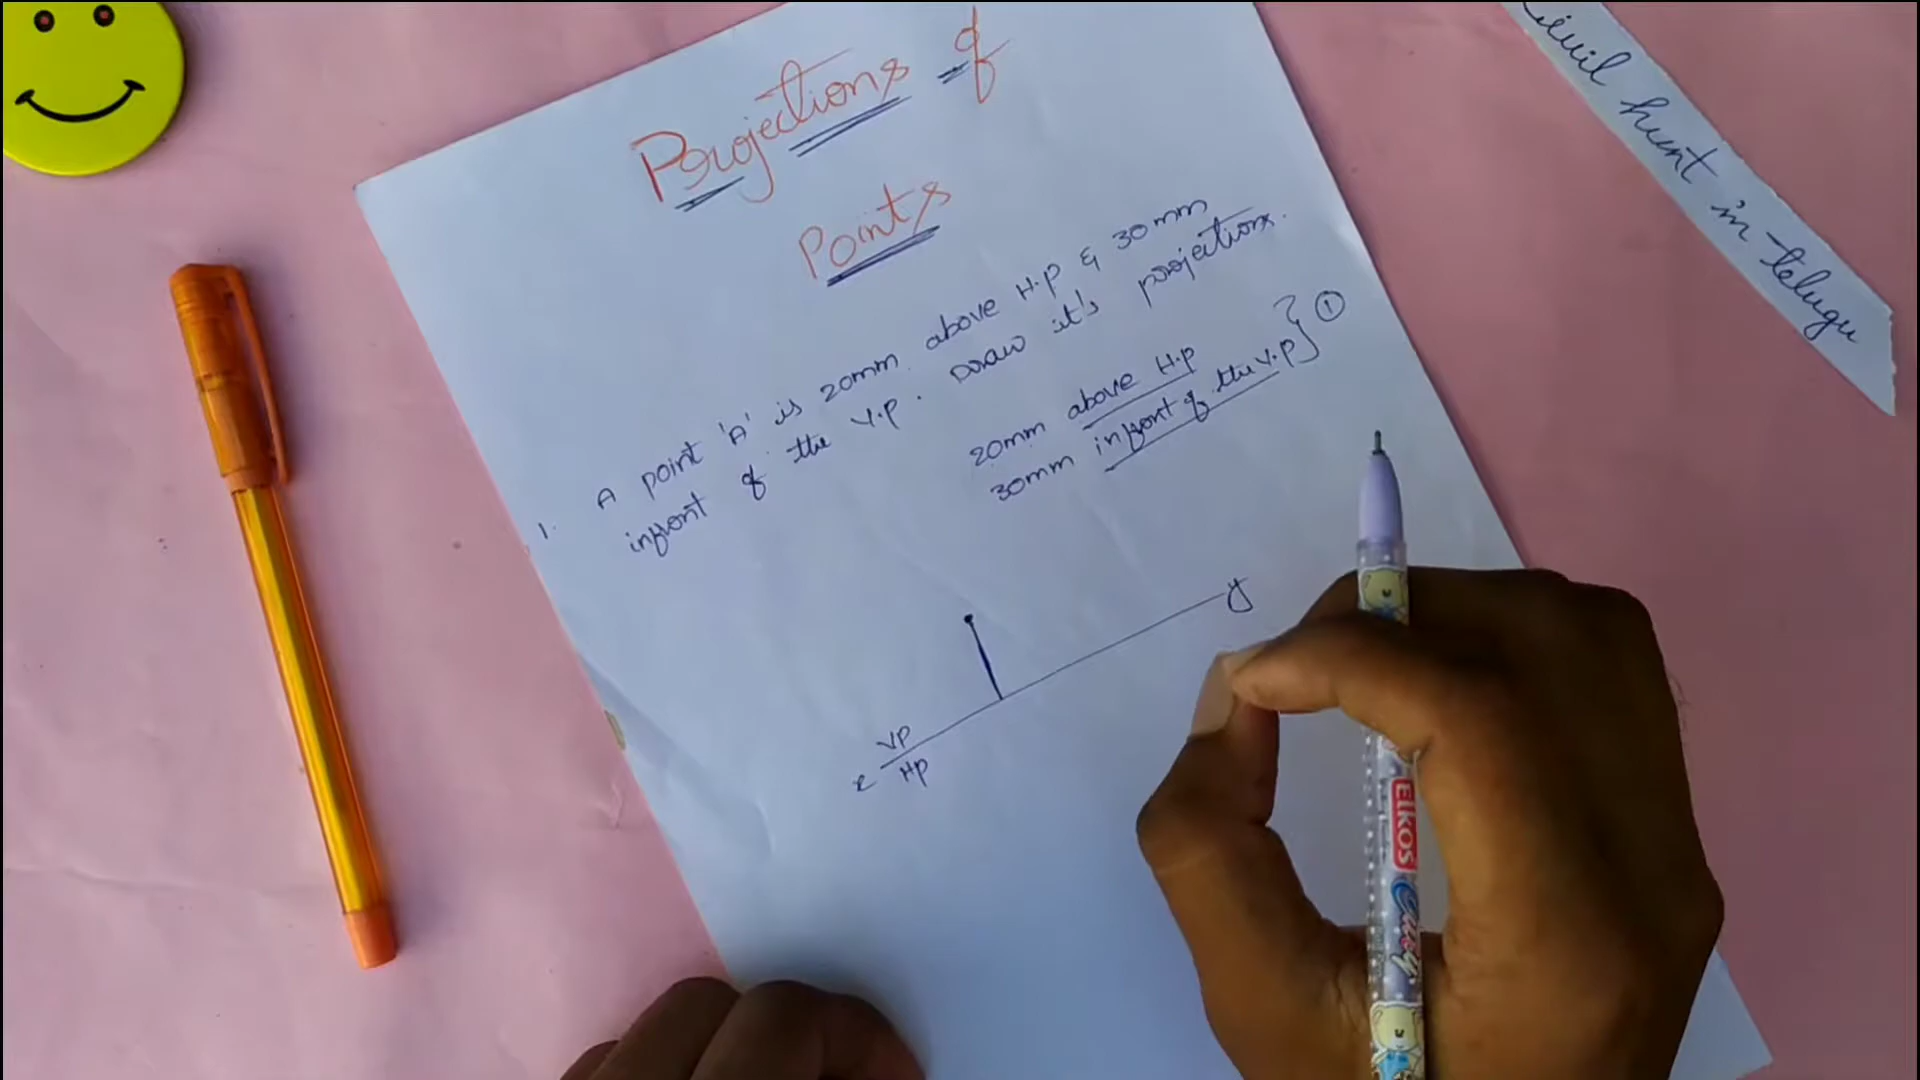 Projections of
Points
1. A point 'A' is 20mm above H.P & 30mm
infront of the V.P. Draw it's projections.
20mm above H.P
30mm infront of the V.P } 1
VP
HP
x
y
Civil hunt in telugu
ELKOS